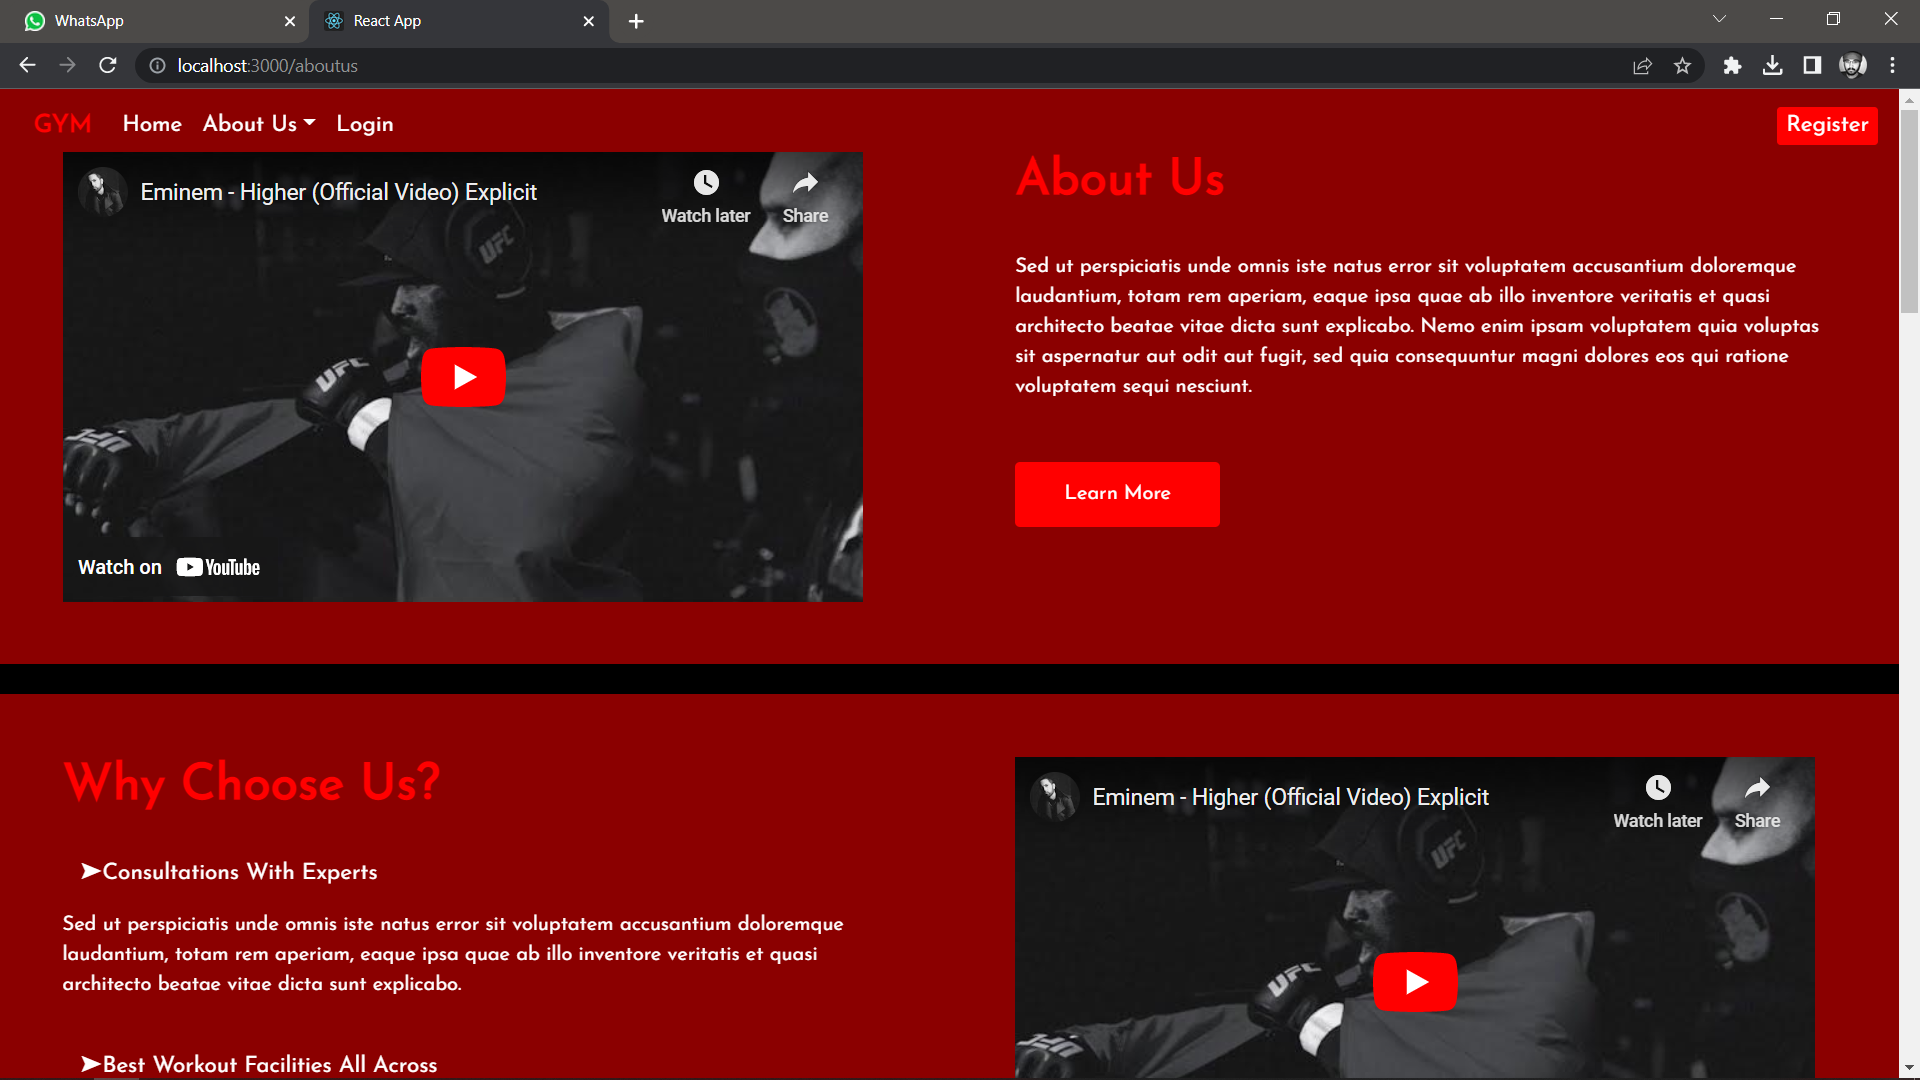 WhatsApp
React App
localhost:3000/aboutus
GYM Home About Us Login Register
Eminem - Higher (Official Video) Explicit
Watch later Share
UFC
UFC
UFC
Watch on YouTube
About Us
Sed ut perspiciatis unde omnis iste natus error sit voluptatem accusantium doloremque
laudantium, totam rem aperiam, eaque ipsa quae ab illo inventore veritatis et quasi
architecto beatae vitae dicta sunt explicabo. Nemo enim ipsam voluptatem quia voluptas
sit aspernatur aut odit aut fugit, sed quia consequuntur magni dolores eos qui ratione
voluptatem sequi nesciunt.
Learn More
Why Choose Us?
➤Consultations With Experts
Sed ut perspiciatis unde omnis iste natus error sit voluptatem accusantium doloremque
laudantium, totam rem aperiam, eaque ipsa quae ab illo inventore veritatis et quasi
architecto beatae vitae dicta sunt explicabo.
➤Best Workout Facilities All Across
Eminem - Higher (Official Video) Explicit
Watch later Share
UFC
UFC
UFC